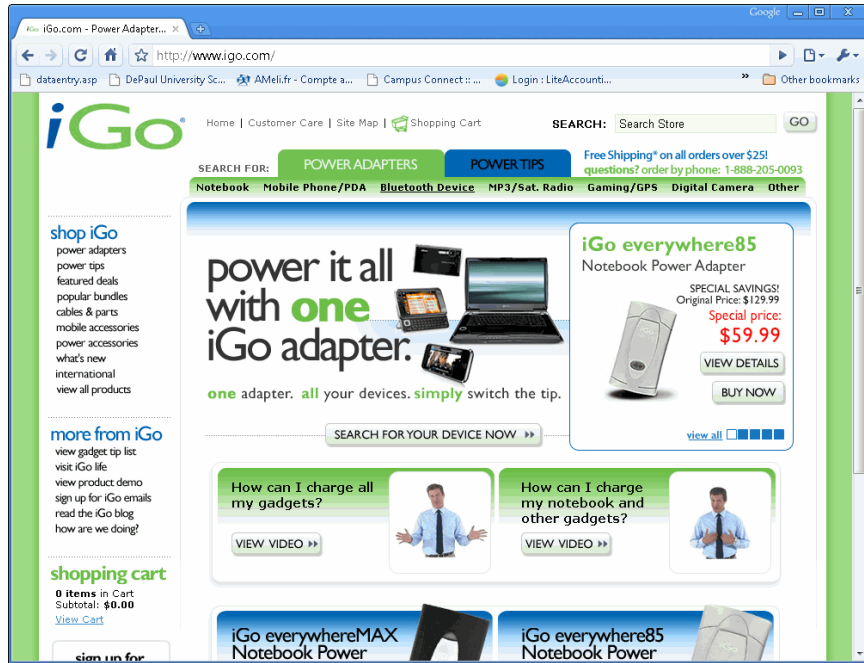 Google
iGo iGo.com - Power Adapter...
http://www.igo.com/
dataentry.asp DePaul University Sc... AMeli.fr - Compte a... Campus Connect :: ... Login : LiteAccounti... » Other bookmarks
iGo®
Home | Customer Care | Site Map | Shopping Cart
SEARCH: Search Store GO
SEARCH FOR: POWER ADAPTERS POWER TIPS
Free Shipping* on all orders over $25!
questions? order by phone: 1-888-205-0093
Notebook Mobile Phone/PDA Bluetooth Device MP3/Sat. Radio Gaming/GPS Digital Camera Other
shop iGo
power adapters
power tips
featured deals
popular bundles
cables & parts
mobile accessories
power accessories
what's new
international
view all products
more from iGo
view gadget tip list
visit iGo life
view product demo
sign up for iGo emails
read the iGo blog
how are we doing?
shopping cart
0 items in Cart
Subtotal: $0.00
View Cart
sign up for
power it all
with one
iGo adapter.
one adapter. all your devices. simply switch the tip.
SEARCH FOR YOUR DEVICE NOW »
iGo everywhere85
Notebook Power Adapter
SPECIAL SAVINGS!
Original Price: $129.99
Special price:
$59.99
VIEW DETAILS
BUY NOW
view all
How can I charge all
my gadgets?
VIEW VIDEO »
How can I charge
my notebook and
other gadgets?
VIEW VIDEO »
iGo everywhereMAX
Notebook Power
iGo everywhere85
Notebook Power